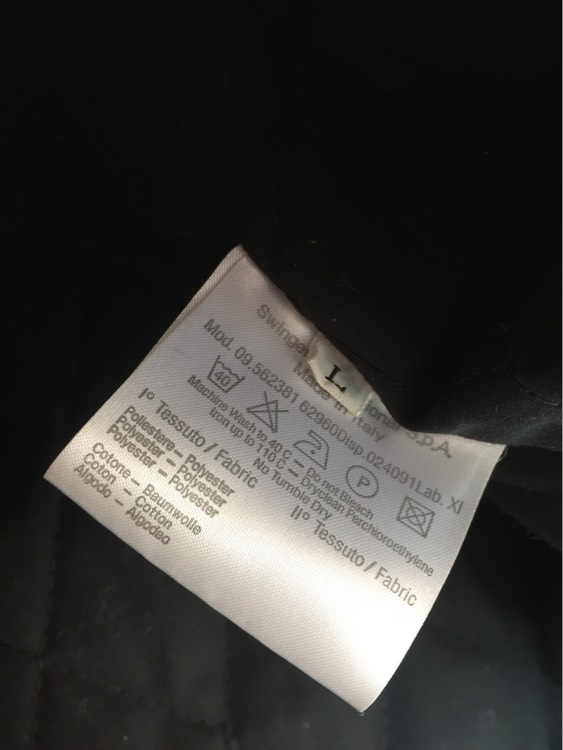 L
Made in Italy
Mod. 09.562381 62960Disp.024091Lab. XI
40
P
Machine Wash to 40 C – Do not Bleach
Iron up to 110 C – Dryclean Perchloroethylene
No Tumble Dry
I° Tessuto / Fabric
Poliestere – Polyester
Polyester – Polyester
Polyester – Polyester
Cotone – Baumwolle
Coton – Cotton
Algodo – Algodao
II° Tessuto / Fabric